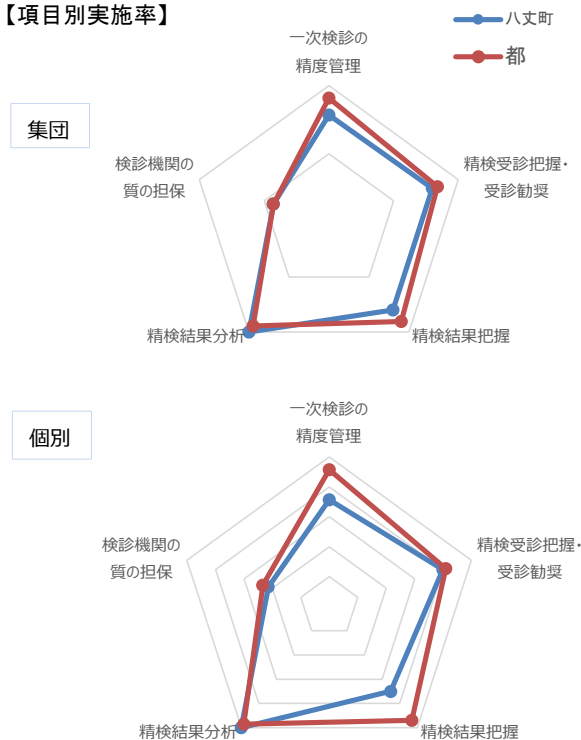 【項目別実施率】
八丈町
都
集団
一次検診の
精度管理
検診機関の
質の担保
精検受診把握・
受診勧奨
精検結果分析
精検結果把握
個別
一次検診の
精度管理
検診機関の
質の担保
精検受診把握・
受診勧奨
精検結果分析
精検結果把握